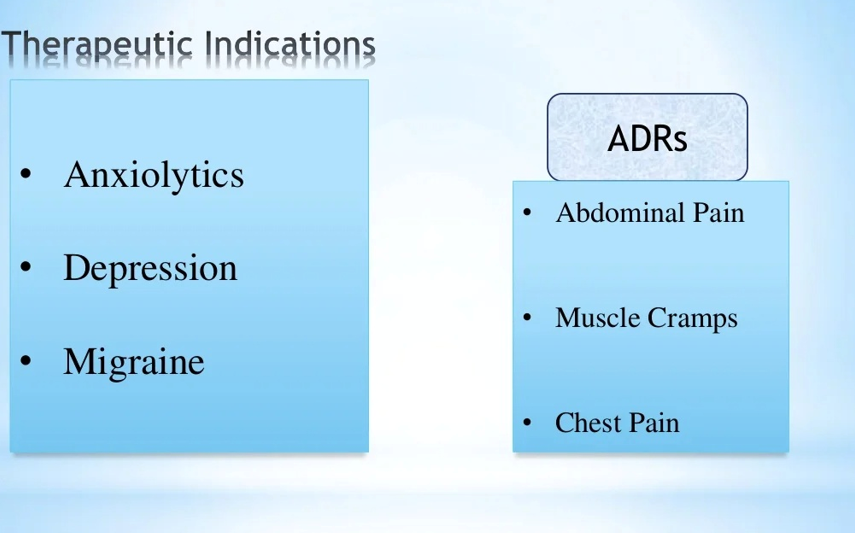 Therapeutic Indications
• Anxiolytics
• Depression
• Migraine
ADRs
• Abdominal Pain
• Muscle Cramps
• Chest Pain